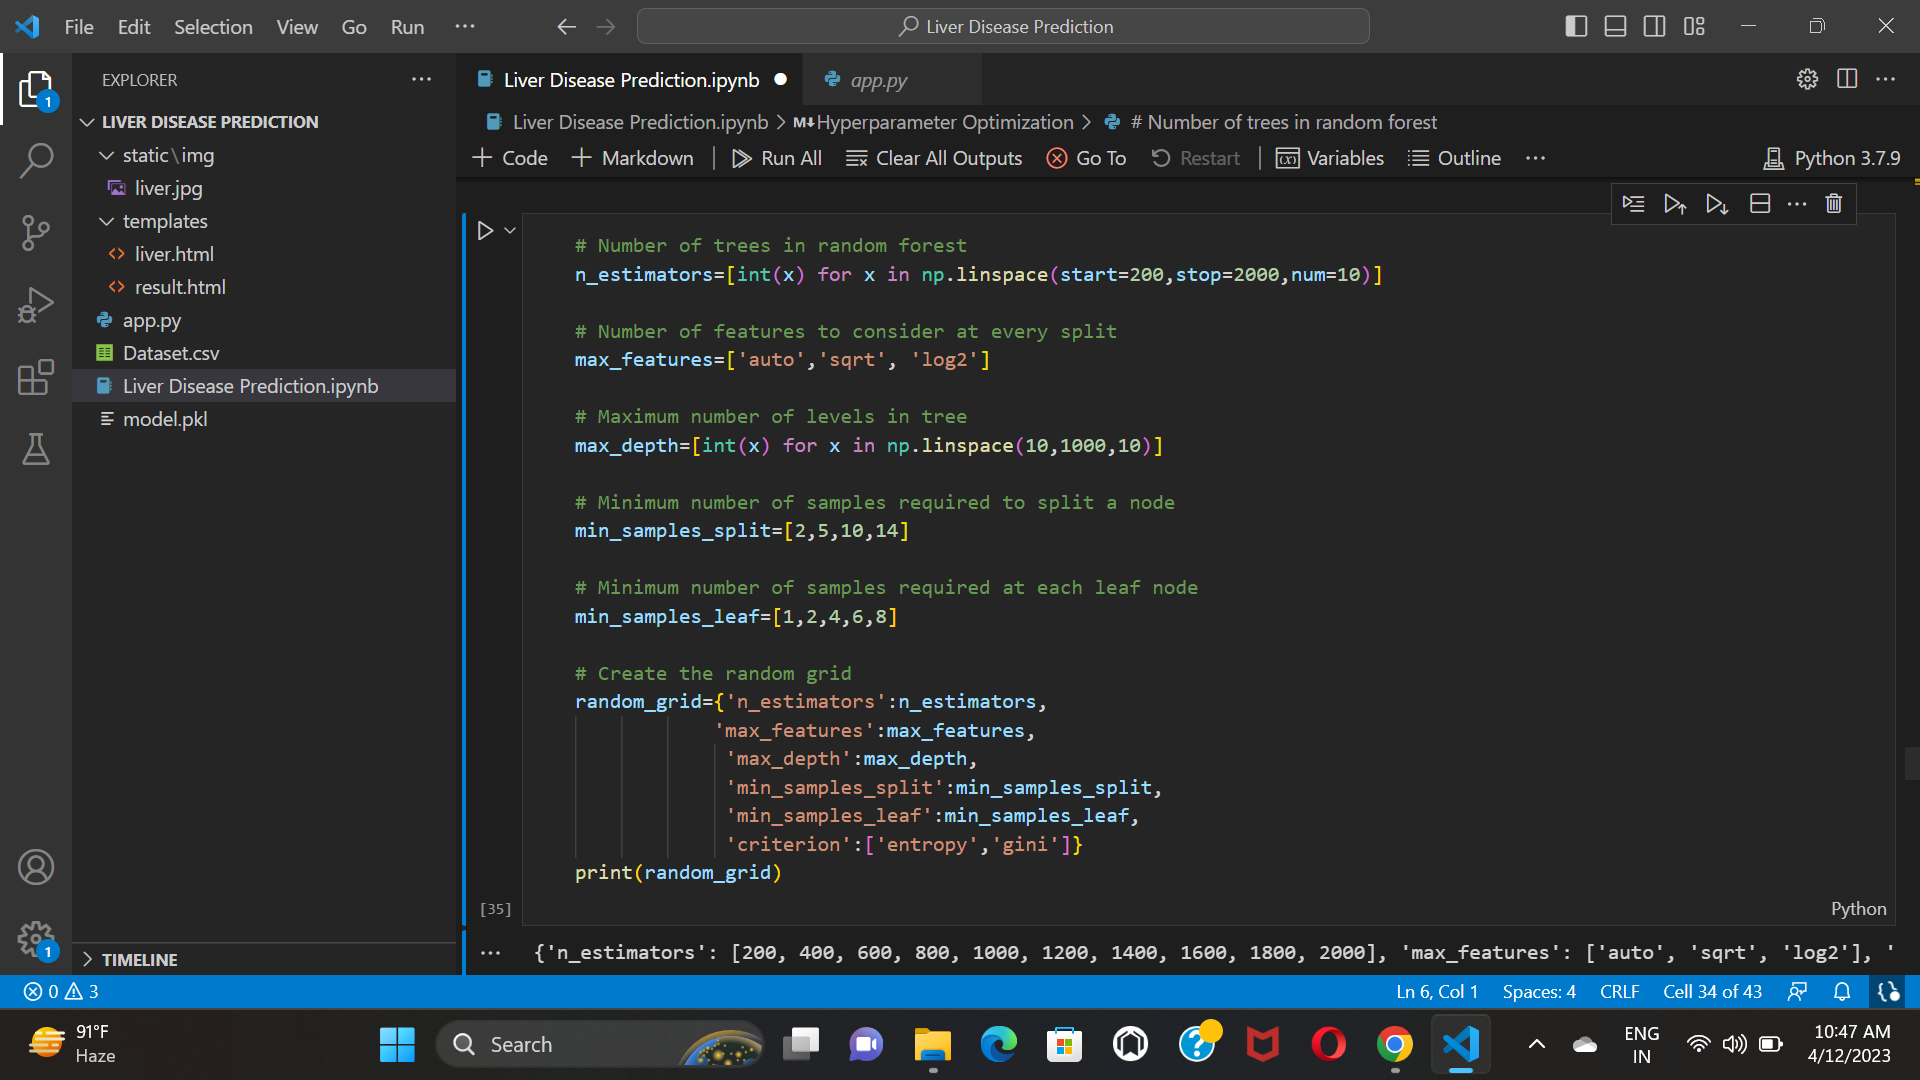 File Edit Selection View Go Run ··· Liver Disease Prediction
EXPLORER ···
LIVER DISEASE PREDICTION
static\img
liver.jpg
templates
liver.html
result.html
app.py
Dataset.csv
Liver Disease Prediction.ipynb
model.pkl
TIMELINE
Liver Disease Prediction.ipynb app.py
Liver Disease Prediction.ipynb > M↓Hyperparameter Optimization > # Number of trees in random forest
+ Code + Markdown | Run All Clear All Outputs Go To Restart | Variables Outline ··· Python 3.7.9
# Number of trees in random forest
n_estimators=[int(x) for x in np.linspace(start=200,stop=2000,num=10)]
# Number of features to consider at every split
max_features=['auto','sqrt', 'log2']
# Maximum number of levels in tree
max_depth=[int(x) for x in np.linspace(10,1000,10)]
# Minimum number of samples required to split a node
min_samples_split=[2,5,10,14]
# Minimum number of samples required at each leaf node
min_samples_leaf=[1,2,4,6,8]
# Create the random grid
random_grid={'n_estimators':n_estimators,
'max_features':max_features,
'max_depth':max_depth,
'min_samples_split':min_samples_split,
'min_samples_leaf':min_samples_leaf,
'criterion':['entropy','gini']}
print(random_grid)
[35] Python
··· {'n_estimators': [200, 400, 600, 800, 1000, 1200, 1400, 1600, 1800, 2000], 'max_features': ['auto', 'sqrt', 'log2'], '
1
1
0 3 Ln 6, Col 1 Spaces: 4 CRLF Cell 34 of 43
91°F
Haze
Search
ENG
IN
10:47 AM
4/12/2023